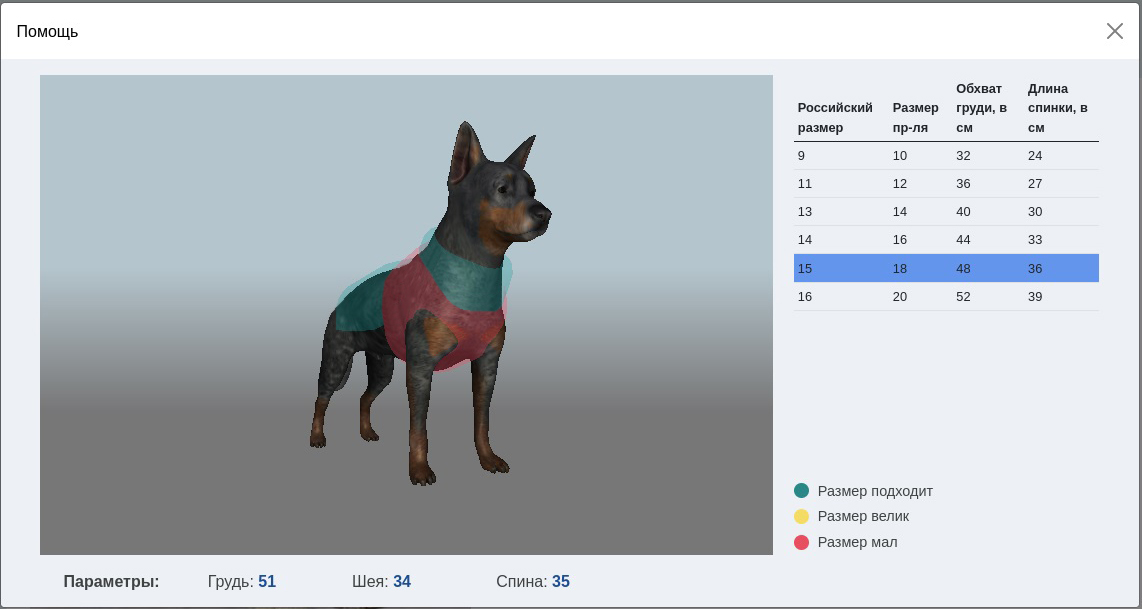 Помощь
Российский размер Размер пр-ля Обхват груди, в см Длина спинки, в см
9 10 32 24
11 12 36 27
13 14 40 30
14 16 44 33
15 18 48 36
16 20 52 39
Размер подходит
Размер велик
Размер мал
Параметры: Грудь: 51 Шея: 34 Спина: 35